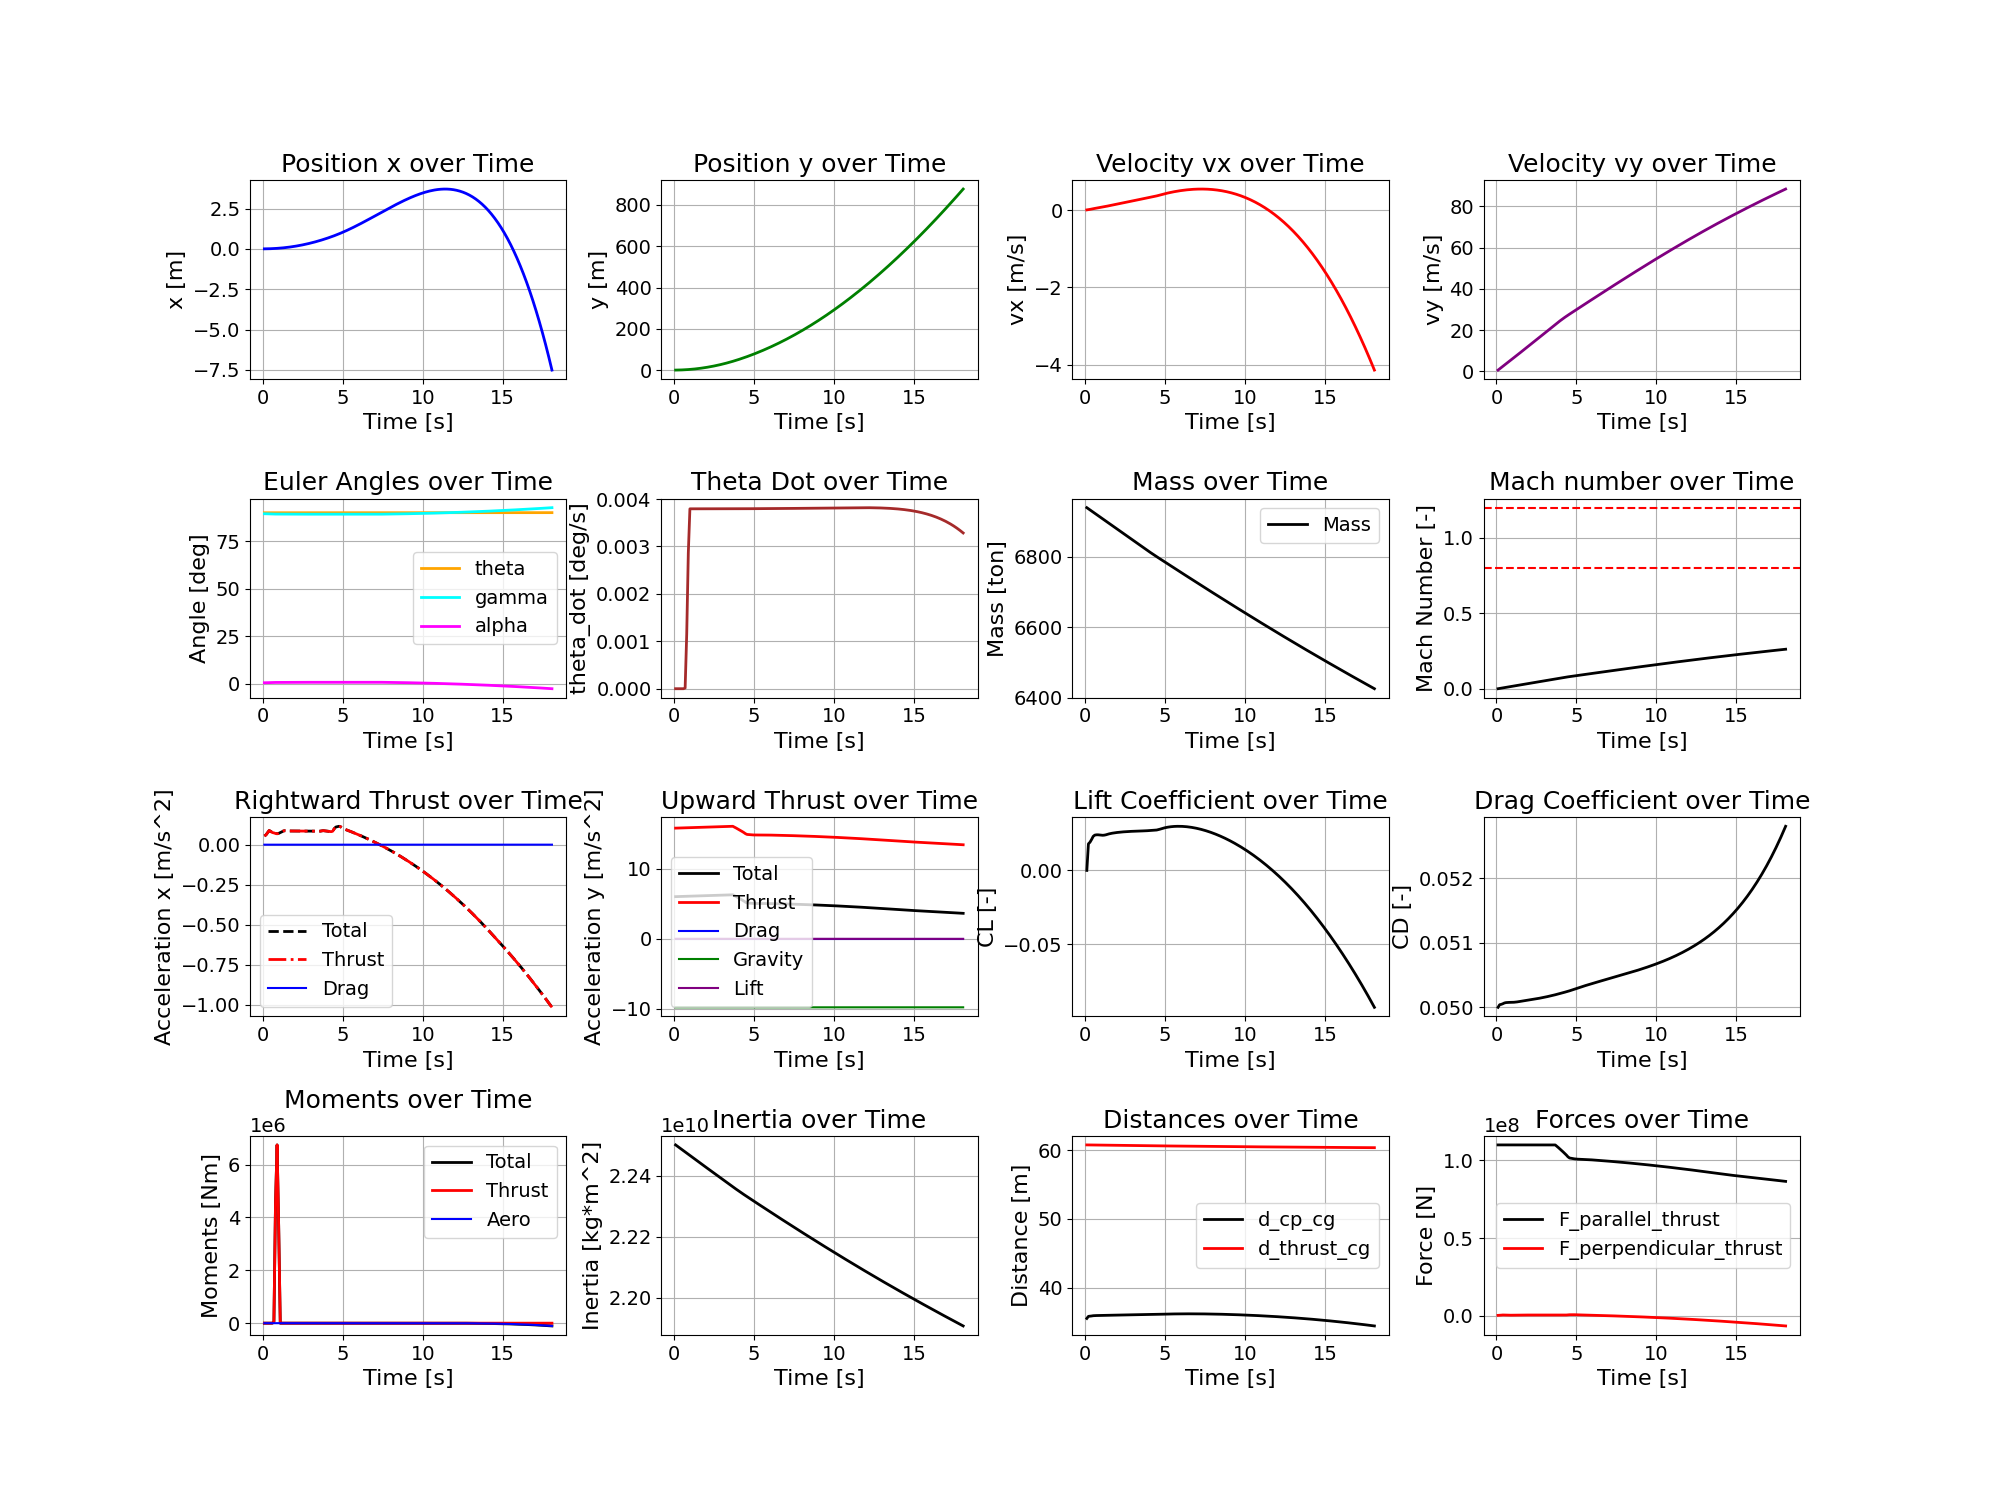 Position x over Time
Position y over Time
Velocity vx over Time
Velocity vy over Time
x [m]
2.5
0.0
−2.5
−5.0
−7.5
0 5 10 15
Time [s]
y [m]
800
600
400
200
0
0 5 10 15
Time [s]
vx [m/s]
0
−2
−4
0 5 10 15
Time [s]
vy [m/s]
80
60
40
20
0
0 5 10 15
Time [s]
Euler Angles over Time
Angle [deg]
75
50
25
0
theta
gamma
alpha
0 5 10 15
Time [s]
Theta Dot over Time
theta_dot [deg/s]
0.004
0.003
0.002
0.001
0.000
0 5 10 15
Time [s]
Mass over Time
Mass [ton]
6800
6600
6400
Mass
0 5 10 15
Time [s]
Mach number over Time
Mach Number [-]
1.0
0.5
0.0
0 5 10 15
Time [s]
Rightward Thrust over Time
Acceleration x [m/s^2]
0.00
−0.25
−0.50
−0.75
−1.00
Total
Thrust
Drag
0 5 10 15
Time [s]
Upward Thrust over Time
Acceleration y [m/s^2]
10
0
−10
Total
Thrust
Drag
Gravity
Lift
0 5 10 15
Time [s]
Lift Coefficient over Time
CL [-]
0.00
−0.05
0 5 10 15
Time [s]
Drag Coefficient over Time
CD [-]
0.052
0.051
0.050
0 5 10 15
Time [s]
Moments over Time
1e6
Moments [Nm]
6
4
2
0
Total
Thrust
Aero
0 5 10 15
Time [s]
Inertia over Time
1e10
Inertia [kg*m^2]
2.24
2.22
2.20
0 5 10 15
Time [s]
Distances over Time
Distance [m]
60
50
40
d_cp_cg
d_thrust_cg
0 5 10 15
Time [s]
Forces over Time
1e8
Force [N]
1.0
0.5
0.0
F_parallel_thrust
F_perpendicular_thrust
0 5 10 15
Time [s]